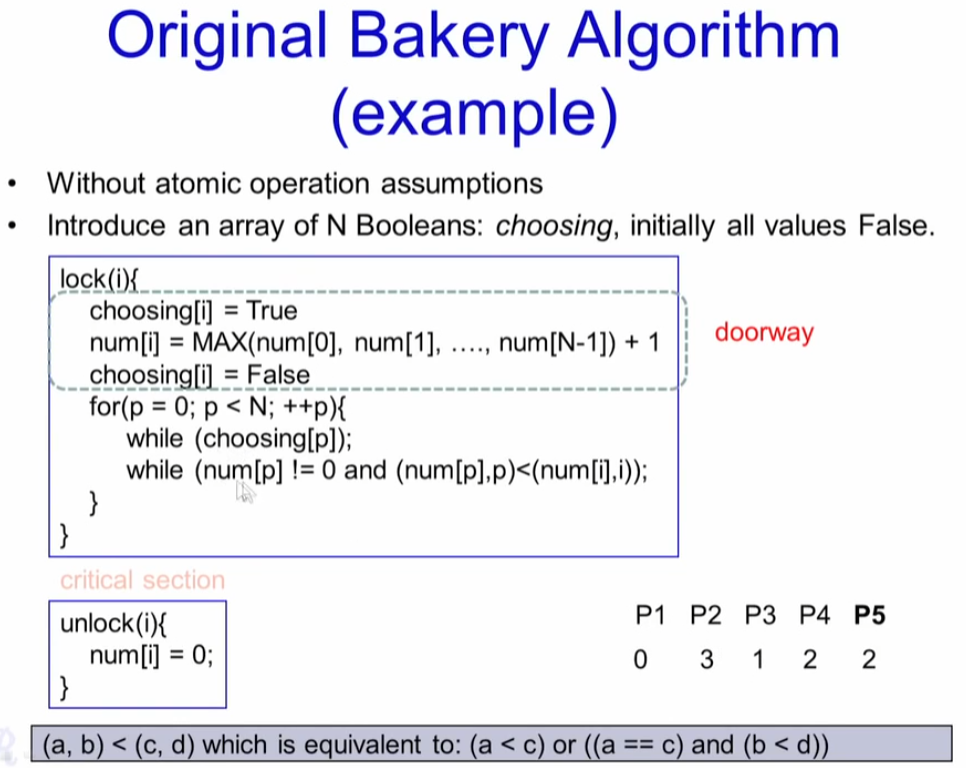 Original Bakery Algorithm
(example)
• Without atomic operation assumptions
• Introduce an array of N Booleans: choosing, initially all values False.
lock(i){
choosing[i] = True
num[i] = MAX(num[0], num[1], …., num[N-1]) + 1
doorway
choosing[i] = False
for(p = 0; p < N; ++p){
while (choosing[p]);
while (num[p] != 0 and (num[p],p)<(num[i],i));
}
}
critical section
unlock(i){
num[i] = 0;
}
P1 P2 P3 P4 P5
0 3 1 2 2
(a, b) < (c, d) which is equivalent to: (a < c) or ((a == c) and (b < d))